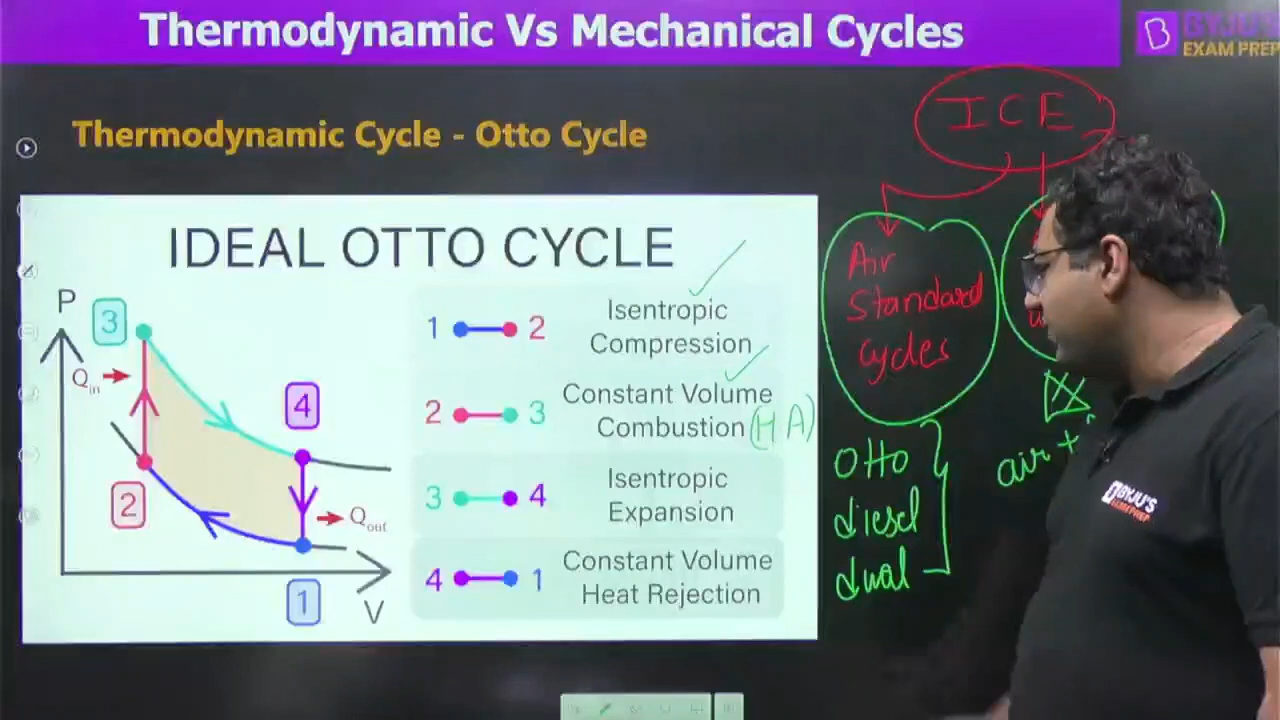 Thermodynamic Vs Mechanical Cycles
BYJU'S
EXAM PREP
Thermodynamic Cycle - Otto Cycle
ICE
IDEAL OTTO CYCLE
P
3
Qin
4
2
Qout
1
V
1 2 Isentropic
Compression
2 3 Constant Volume
Combustion (HA)
3 4 Isentropic
Expansion
4 1 Constant Volume
Heat Rejection
Air
Standard
cycles
Otto
diesel
dual
air +
BYJU'S
EXAM PREP